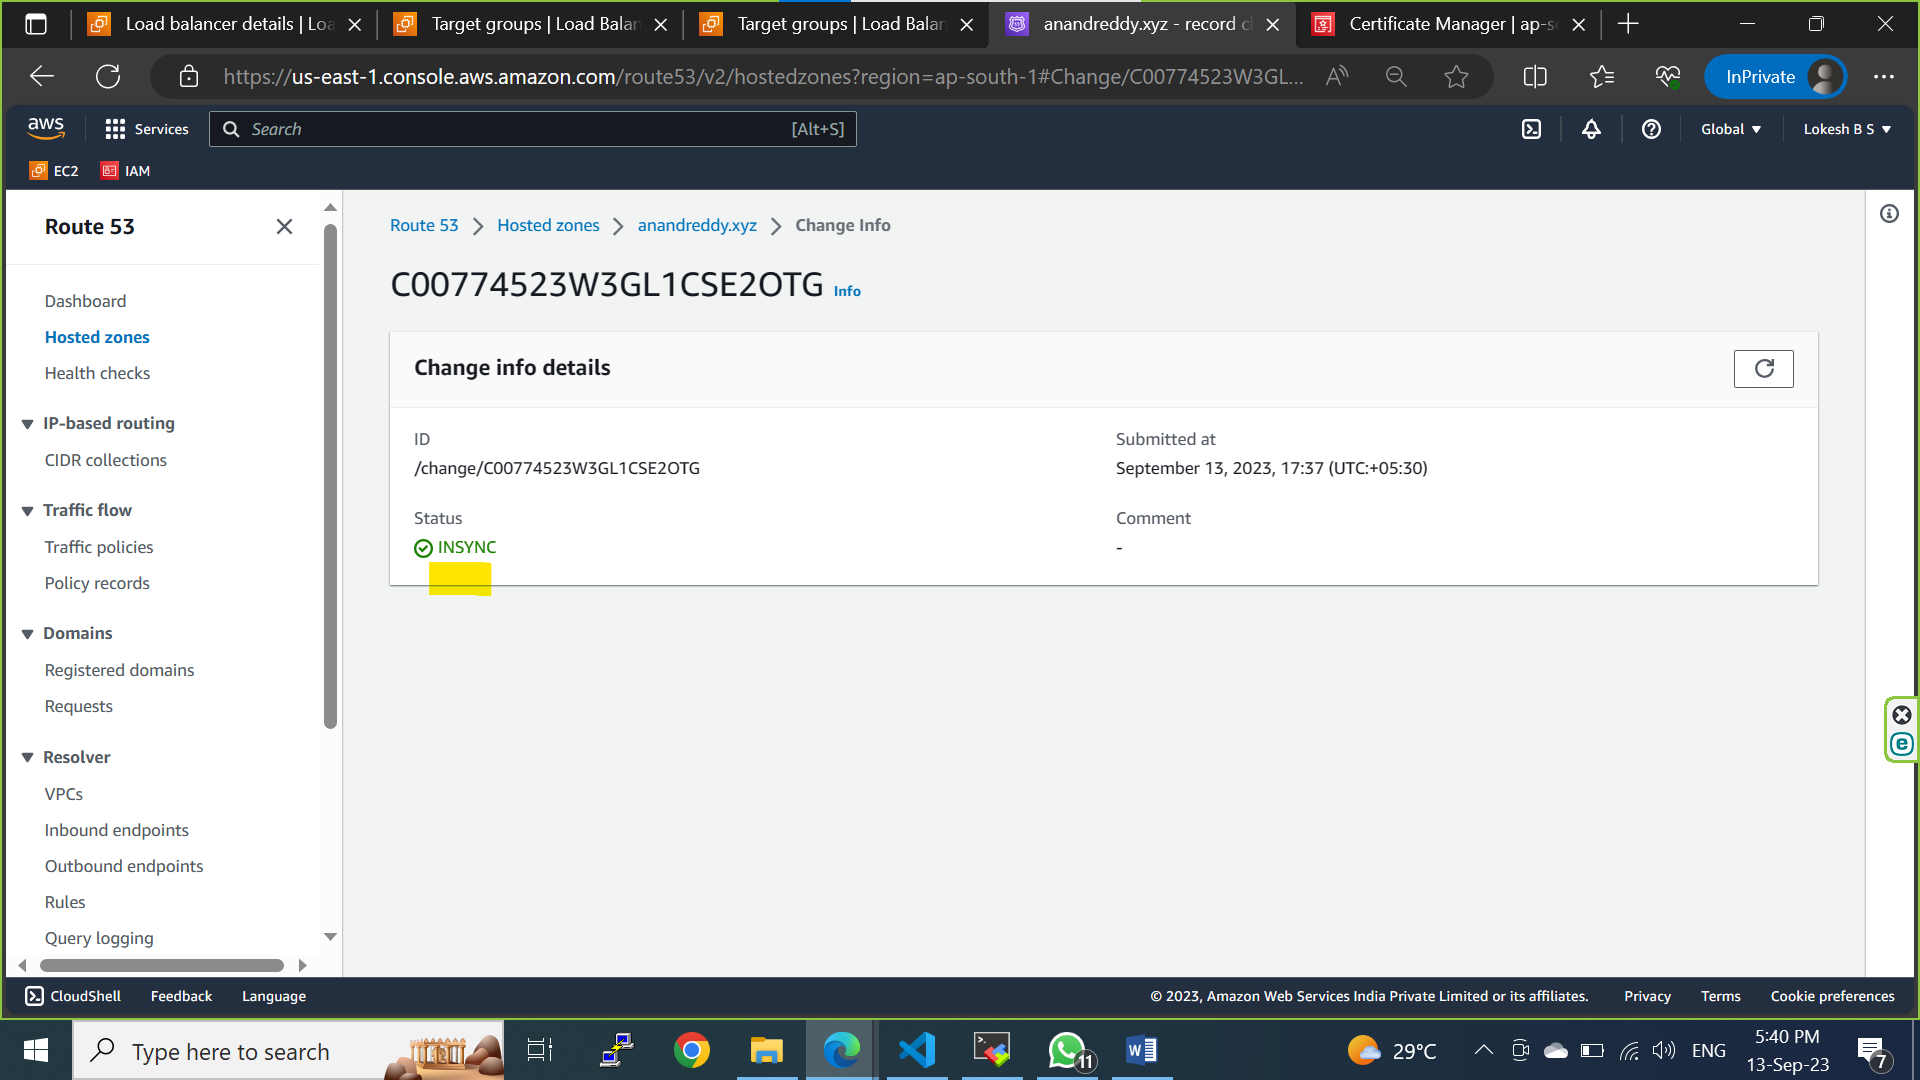 Load balancer details | Loa
Target groups | Load Balan
Target groups | Load Balan
anandreddy.xyz - record c
Certificate Manager | ap-s
https://us-east-1.console.aws.amazon.com/route53/v2/hostedzones?region=ap-south-1#Change/C00774523W3GL...
InPrivate
aws
Services
Search
[Alt+S]
Global
Lokesh B S
EC2
IAM
Route 53
Dashboard
Hosted zones
Health checks
IP-based routing
CIDR collections
Traffic flow
Traffic policies
Policy records
Domains
Registered domains
Requests
Resolver
VPCs
Inbound endpoints
Outbound endpoints
Rules
Query logging
Route 53 > Hosted zones > anandreddy.xyz > Change Info
C00774523W3GL1CSE2OTG Info
Change info details
ID
/change/C00774523W3GL1CSE2OTG
Submitted at
September 13, 2023, 17:37 (UTC:+05:30)
Status
INSYNC
Comment
-
CloudShell
Feedback
Language
© 2023, Amazon Web Services India Private Limited or its affiliates.
Privacy
Terms
Cookie preferences
Type here to search
11
29°C
ENG
5:40 PM
13-Sep-23
7